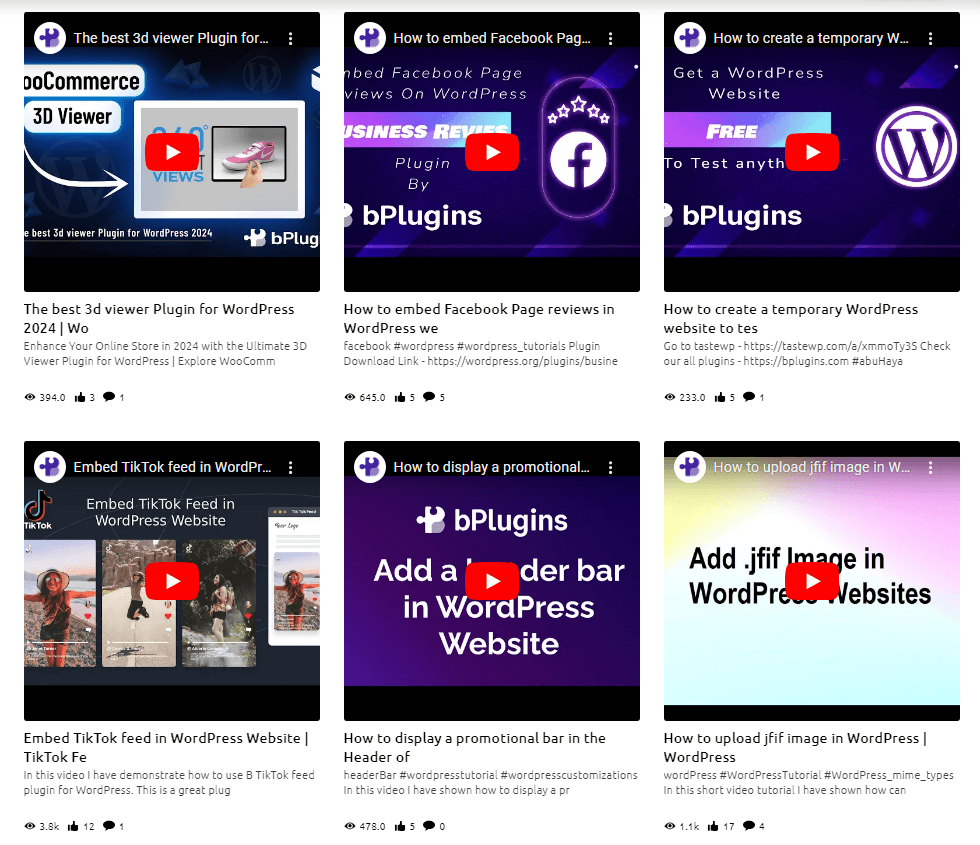 The best 3d viewer Plugin for...
ooCommerce
3D Viewer
VIEWS
e best 3d viewer Plugin for WordPress 2024
bPlug
The best 3d viewer Plugin for WordPress
2024 | Wo
Enhance Your Online Store in 2024 with the Ultimate 3D
Viewer Plugin for WordPress | Explore WooComm
394.0 3 1
How to embed Facebook Pag...
mbed Facebook Page
views On WordPress
USINESS REVIE
Plugin
By
bPlugins
How to embed Facebook Page reviews in
WordPress we
facebook #wordpress #wordpress_tutorials Plugin
Download Link - https://wordpress.org/plugins/busine
645.0 5 5
How to create a temporary W...
Get a WordPress
Website
FREE
To Test anyth
bPlugins
How to create a temporary WordPress
website to tes
Go to tastewp - https://tastewp.com/a/xmmoTy3S Check
our all plugins - https://bplugins.com #abuHaya
233.0 5 1
Embed TikTok feed in WordPr...
TikTok
Embed TikTok Feed in
WordPress Website
TikTok Feed
Your Logo
Embed TikTok feed in WordPress Website |
TikTok Fe
In this video I have demonstrate how to use B TikTok feed
plugin for WordPress. This is a great plug
3.8k 12 1
How to display a promotional...
bPlugins
Add a der bar
in WordPress
Website
How to display a promotional bar in the
Header of
headerBar #wordpresstutorial #wordpresscustomizations
In this video I have shown how to display a pr
478.0 5 0
How to upload jfif image in W...
Add .jfif Image in
WordPress Websites
How to upload jfif image in WordPress |
WordPress
wordPress #WordPressTutorial #WordPress_mime_types
In this short video tutorial I have shown how can
1.1k 17 4